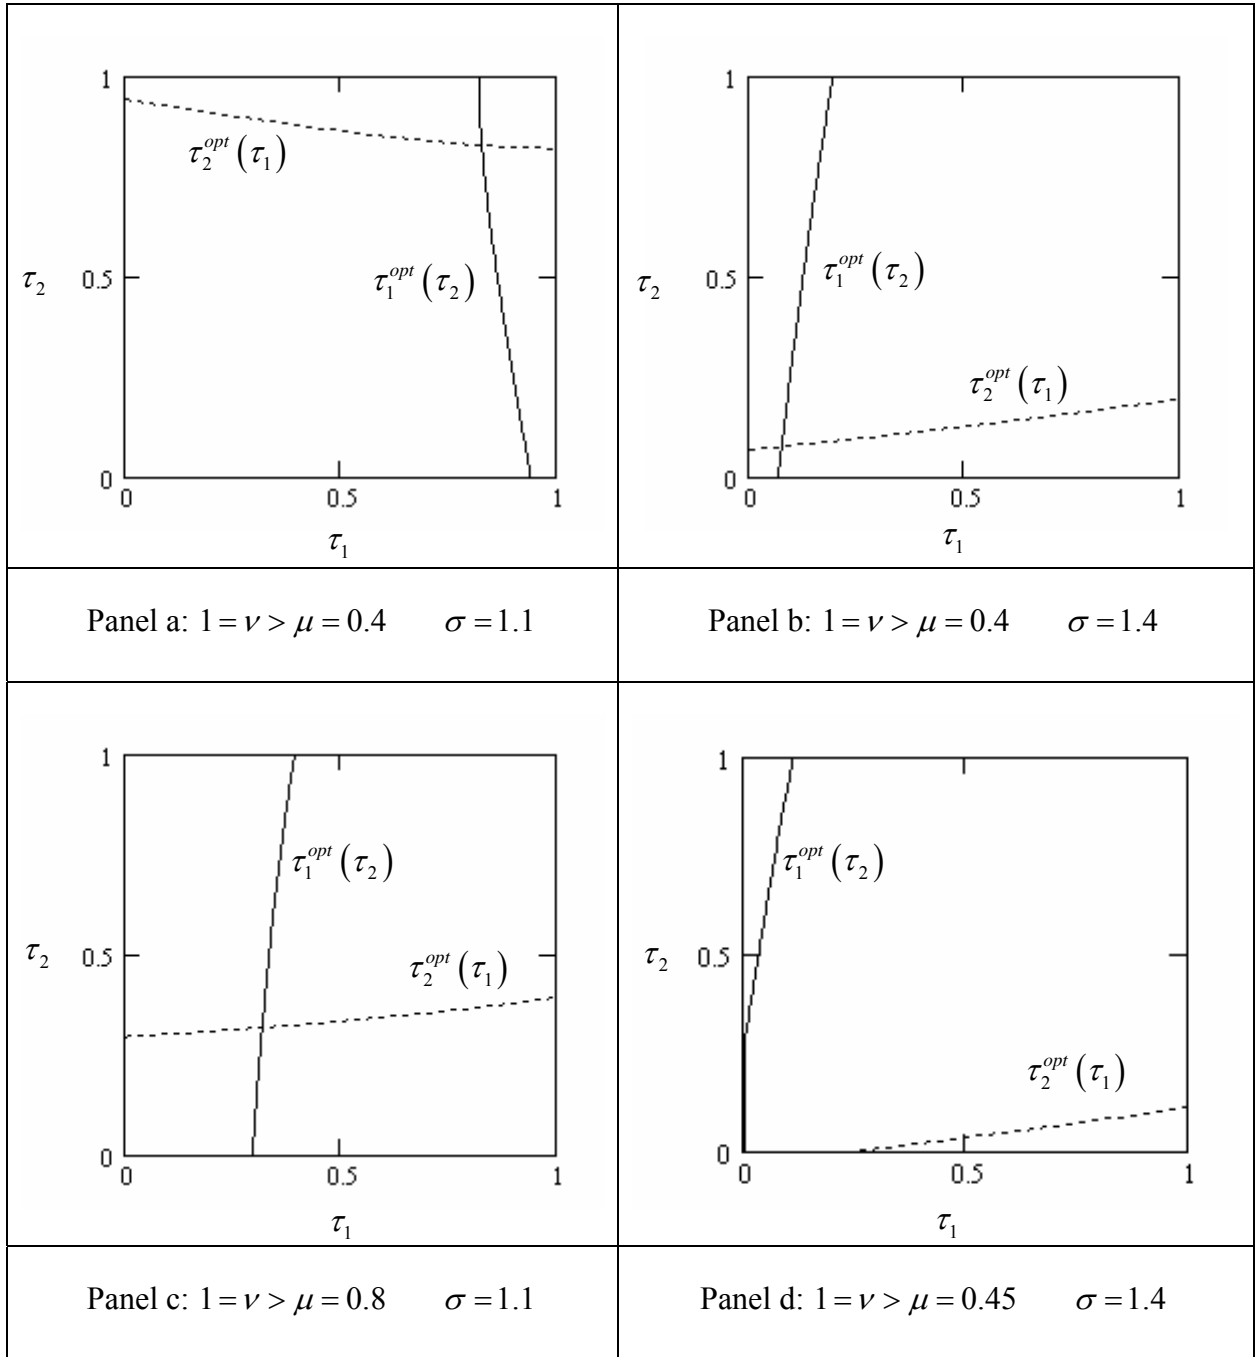 1
τ₂^opt(τ₁)
τ₁^opt(τ₂)
τ₂
0.5
0
0
0.5
1
τ₁
1
τ₁^opt(τ₂)
τ₂
0.5
τ₂^opt(τ₁)
0
0
0.5
1
τ₁
Panel a: 1 = ν > μ = 0.4 σ = 1.1
Panel b: 1 = ν > μ = 0.4 σ = 1.4
1
τ₁^opt(τ₂)
τ₂
0.5
τ₂^opt(τ₁)
0
0
0.5
1
τ₁
1
τ₁^opt(τ₂)
τ₂
0.5
τ₂^opt(τ₁)
0
0
0.5
1
τ₁
Panel c: 1 = ν > μ = 0.8 σ = 1.1
Panel d: 1 = ν > μ = 0.45 σ = 1.4